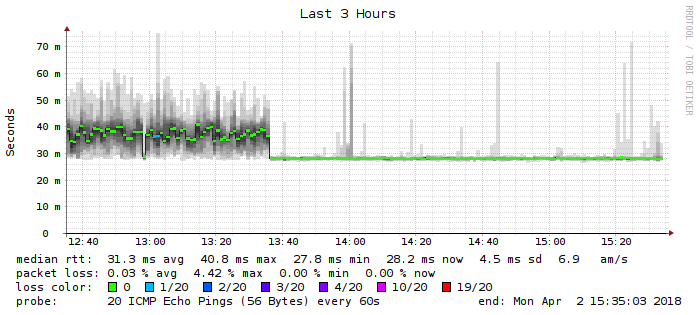 Last 3 Hours
RRDTOOL / TOBI OETIKER
Seconds
70 m
60 m
50 m
40 m
30 m
20 m
10 m
0
12:40 13:00 13:20 13:40 14:00 14:20 14:40 15:00 15:20
median rtt: 31.3 ms avg 40.8 ms max 27.8 ms min 28.2 ms now 4.5 ms sd 6.9 am/s
packet loss: 0.03 % avg 4.42 % max 0.00 % min 0.00 % now
loss color: 0 1/20 2/20 3/20 4/20 10/20 19/20
probe: 20 ICMP Echo Pings (56 Bytes) every 60s end: Mon Apr 2 15:35:03 2018